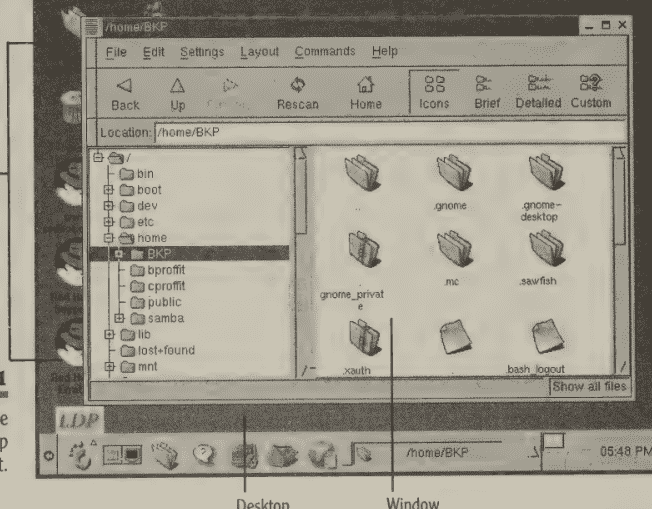 /home/BKP
File Edit Settings Layout Commands Help
Back Up Rescan Home Icons Brief Detailed Custom
Location: /home/BKP
/
bin
boot
dev
etc
home
BKP
bproffit
cproffit
public
samba
lib
lost+found
mnt
..
.gnome
.gnome-
desktop
.gnome_privat
e
.mc
.sawfish
.xauth
.bash_logout
Show all files
1
e
p
t.
LDP
/home/BKP
05:48 PM
Desktop
Window